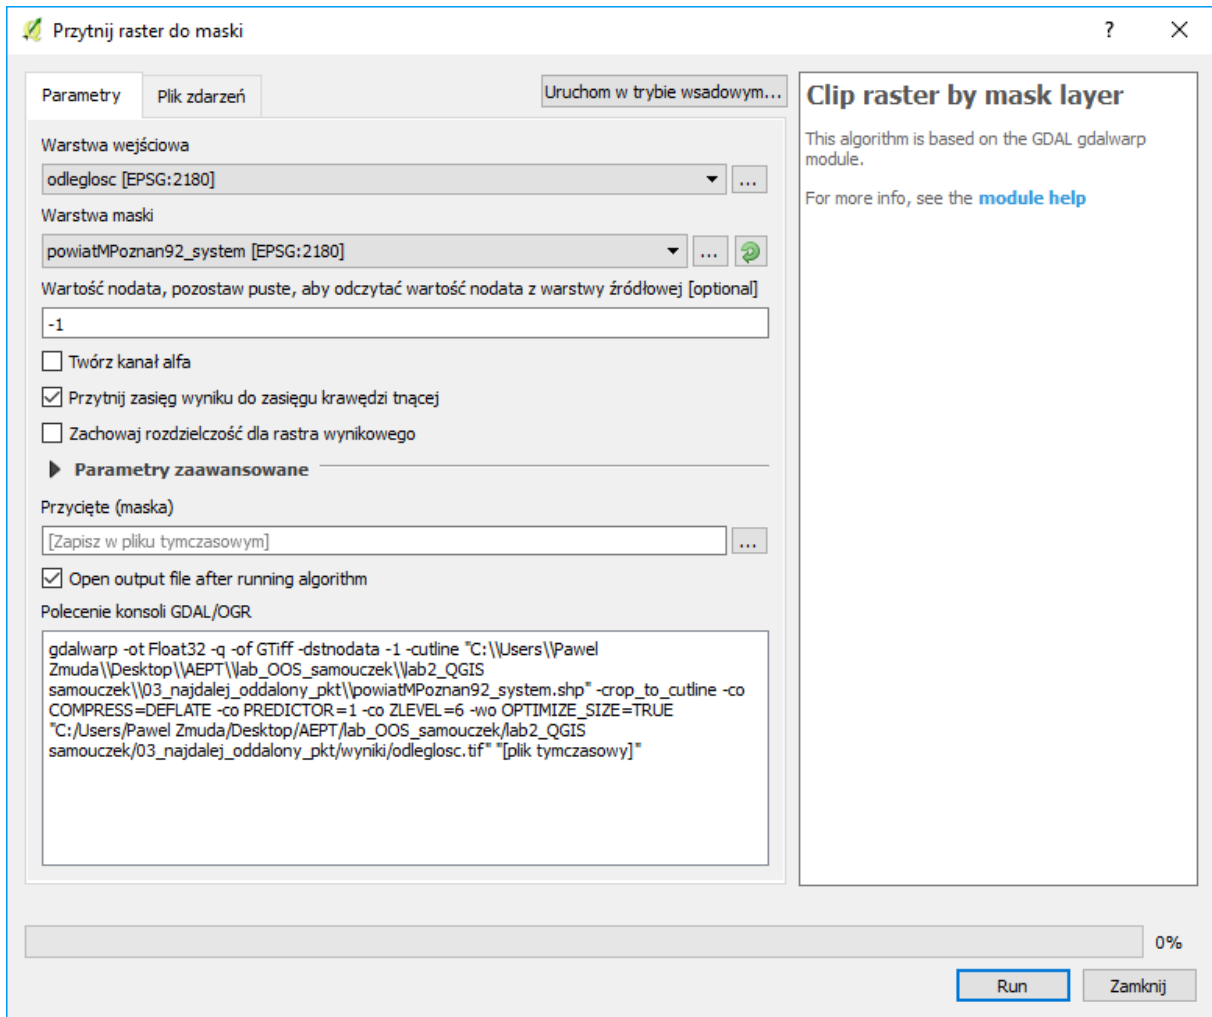 Przytnij raster do maski
?
Parametry
Plik zdarzeń
Uruchom w trybie wsadowym...
Warstwa wejściowa
odleglosc [EPSG:2180]
...
Warstwa maski
powiatMPoznan92_system [EPSG:2180]
...
Wartość nodata, pozostaw puste, aby odczytać wartość nodata z warstwy źródłowej [optional]
-1
Twórz kanał alfa
Przytnij zasięg wyniku do zasięgu krawędzi tnącej
Zachowaj rozdzielczość dla rastra wynikowego
Parametry zaawansowane
Przycięte (maska)
[Zapisz w pliku tymczasowym]
...
Open output file after running algorithm
Polecenie konsoli GDAL/OGR
gdalwarp -ot Float32 -q -of GTiff -dstnodata -1 -cutline "C:\\Users\\Pawel
Zmuda\\Desktop\\AEPT\\lab_OOS_samouczek\\lab2_QGIS
samouczek\\03_najdalej_oddalony_pkt\\powiatMPoznan92_system.shp" -crop_to_cutline -co
COMPRESS=DEFLATE -co PREDICTOR=1 -co ZLEVEL=6 -wo OPTIMIZE_SIZE=TRUE
"C:/Users/Pawel Zmuda/Desktop/AEPT/lab_OOS_samouczek/lab2_QGIS
samouczek/03_najdalej_oddalony_pkt/wyniki/odleglosc.tif" "[plik tymczasowy]"
Clip raster by mask layer
This algorithm is based on the GDAL gdalwarp
module.
For more info, see the module help
0%
Run
Zamknij